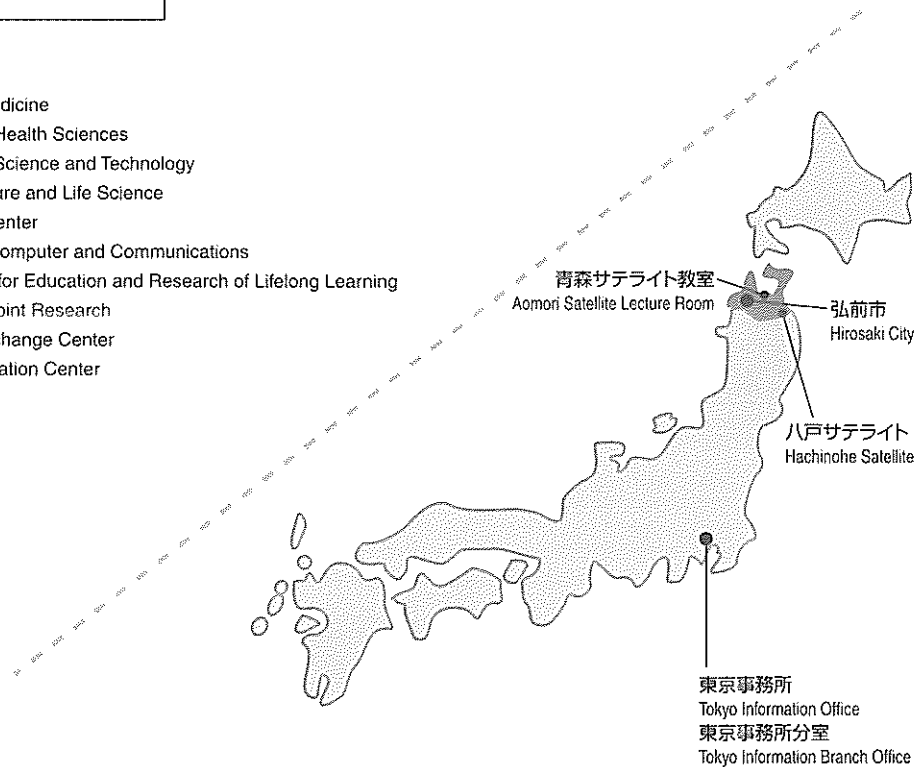 dicine
Health Sciences
Science and Technology
ure and Life Science
enter
omputer and Communications
for Education and Research of Lifelong Learning
oint Research
change Center
ation Center
青森サテライト教室
Aomori Satellite Lecture Room
弘前市
Hirosaki City
八戸サテライト
Hachinohe Satellite
東京事務所
Tokyo Information Office
東京事務所分室
Tokyo Information Branch Office